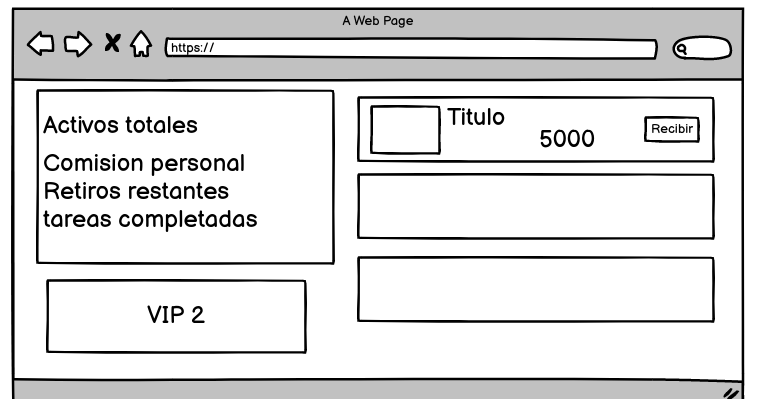 A Web Page
https://
Activos totales
Comision personal
Retiros restantes
tareas completadas
VIP 2
Titulo
5000
Recibir